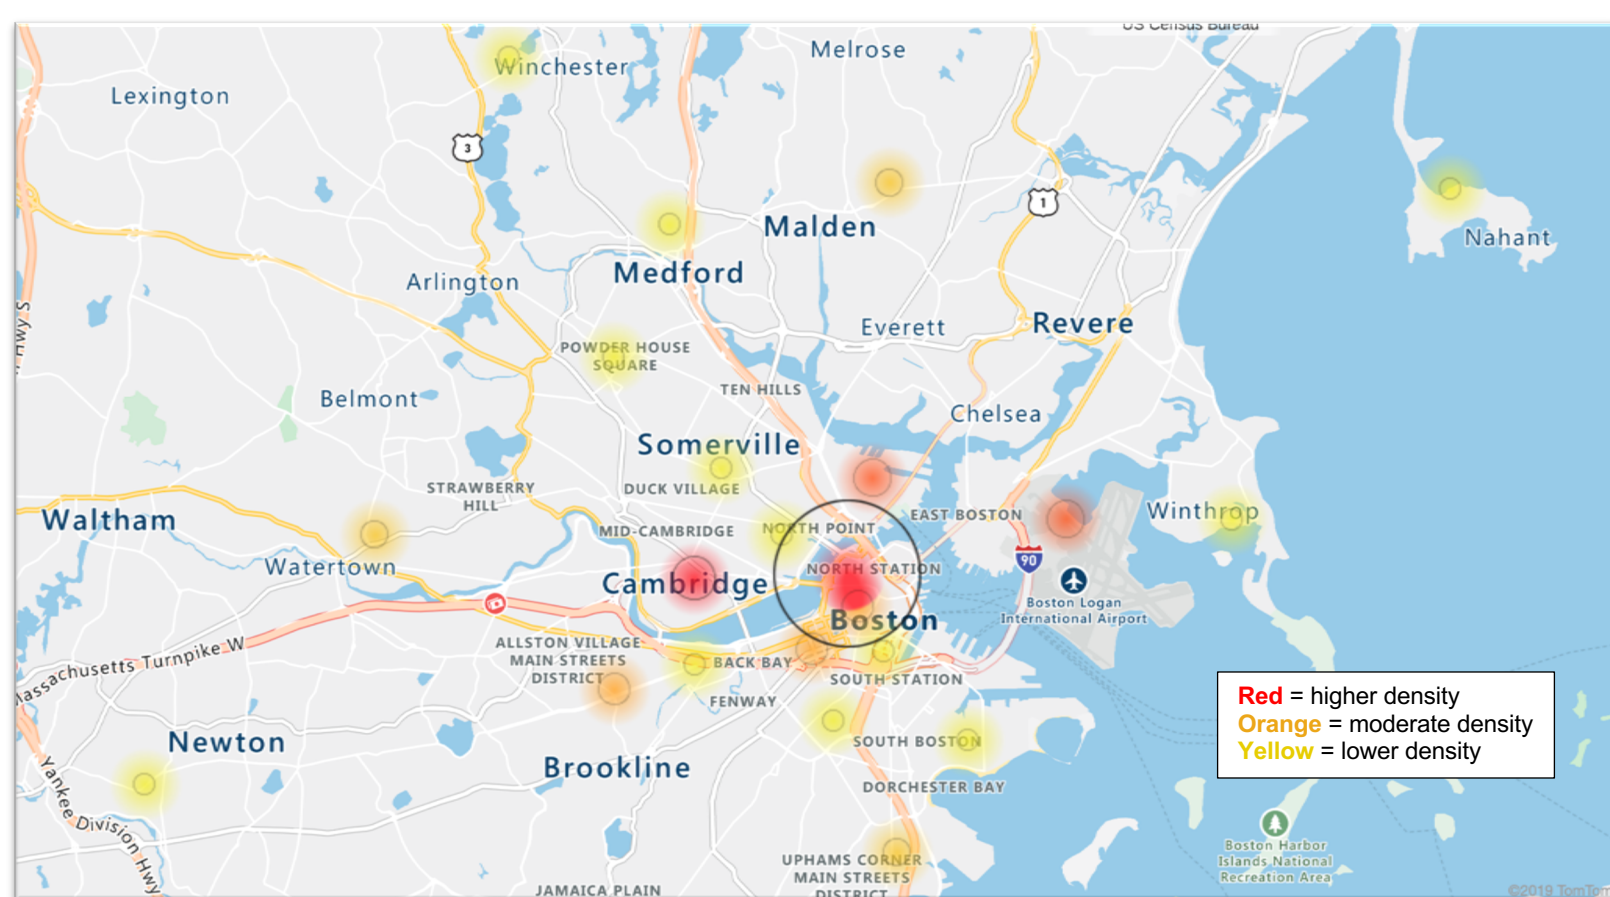 US Census Bureau
Melrose
Winchester
Lexington
3
1
Malden
Nahant
Medford
Arlington
Revere
Everett
Hwy S
POWDER HOUSE
SQUARE
TEN HILLS
Belmont
Chelsea
Somerville
STRAWBERRY
HILL
DUCK VILLAGE
Waltham
EAST BOSTON
Winthrop
MID-CAMBRIDGE
NORTH POINT
Watertown
NORTH STATION
90
Cambridge
Boston Logan
International Airport
Boston
Massachusetts Turnpike W
ALLSTON VILLAGE
MAIN STREETS
DISTRICT
BACK BAY
SOUTH STATION
FENWAY
Red = higher density
Orange = moderate density
Yellow = lower density
Newton
SOUTH BOSTON
Brookline
DORCHESTER BAY
Yankee Division Hwy
Boston Harbor
Islands National
Recreation Area
UPHAMS CORNER
MAIN STREETS
DISTRICT
JAMAICA PLAIN
©2019 TomTom